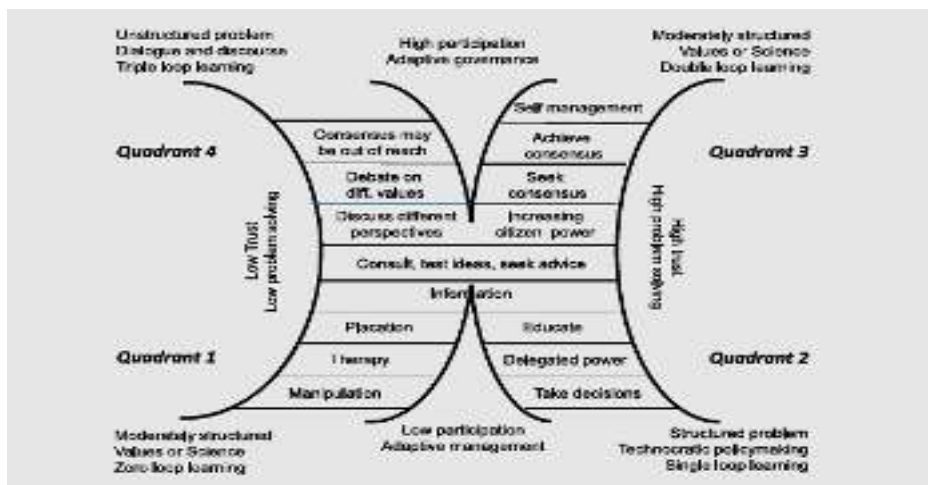 Unstructured problem
Dialogue and discourse
Triple loop learning
High participation
Adaptive governance
Moderately structured
Values or Science
Double loop learning
Quadrant 4
Quadrant 3
Self management
Consensus may
be out of reach
Achieve
consensus
Debate on
diff. values
Seek
consensus
Discuss different
perspectives
Increasing
citizen power
Consult, test ideas, seek advice
Information
Low Trust
Low problem solving
High trust
High problem solving
Placation
Educate
Therapy
Delegated power
Manipulation
Take decisions
Quadrant 1
Quadrant 2
Moderately structured
Values or Science
Zero loop learning
Low participation
Adaptive management
Structured problem
Technocratic policymaking
Single loop learning